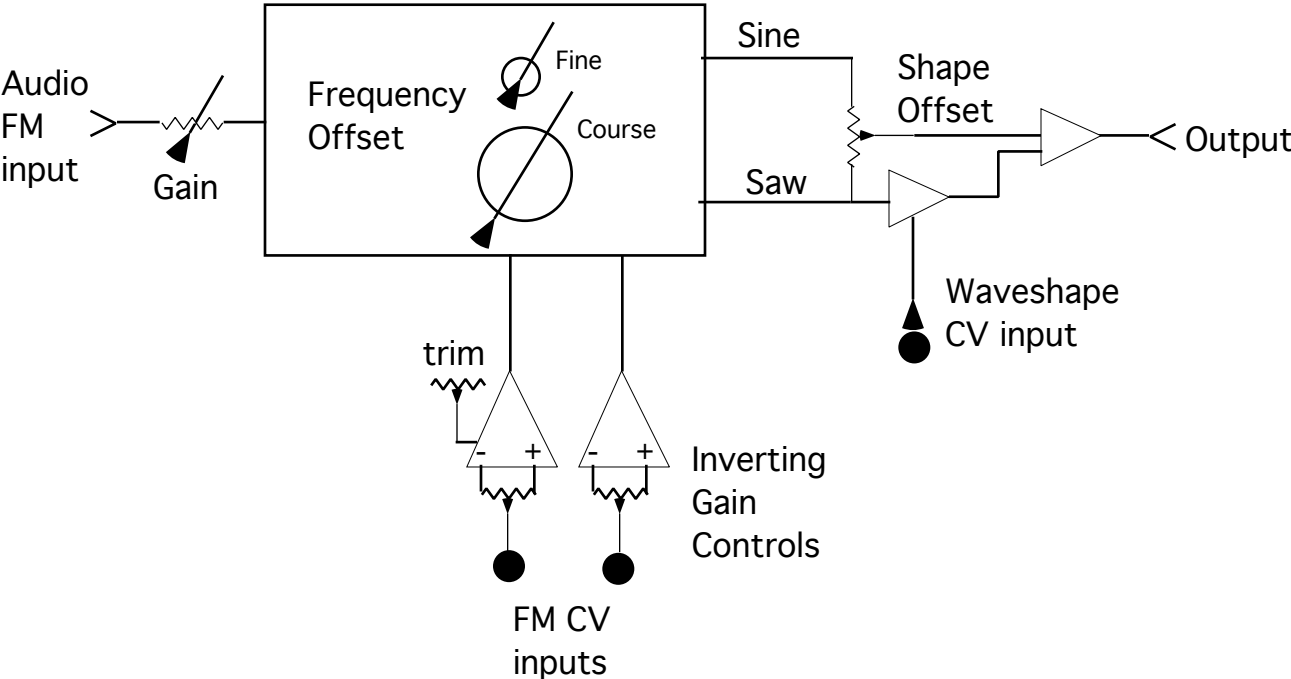 Audio
FM
input
Gain
Frequency
Offset
Fine
Course
Sine
Saw
Shape
Offset
Output
Waveshape
CV input
trim
- +
- +
Inverting
Gain
Controls
FM CV
inputs